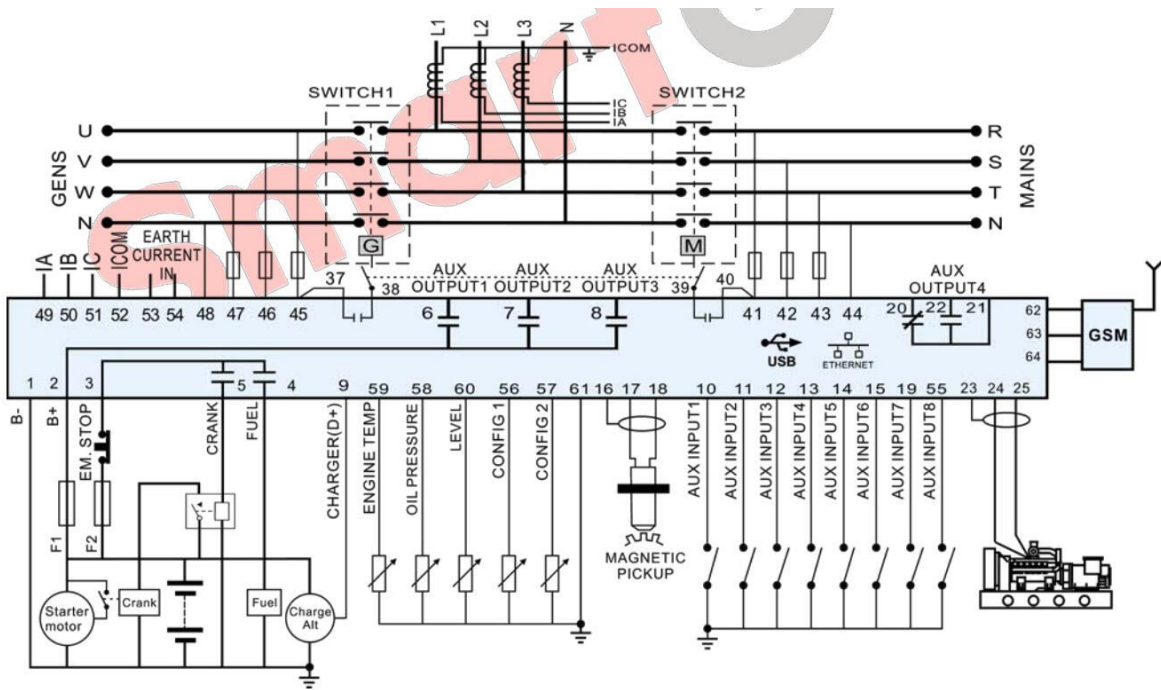 smart
L1 L2 L3 N
ICOM
SWITCH1 SWITCH2
IC
IB
IA
U R
V S
W T
N N
GENS MAINS
G M
IA IB IC ICOM
EARTH
CURRENT
IN
37 38
AUX
OUTPUT1
AUX
OUTPUT2
AUX
OUTPUT3
39 40
AUX
OUTPUT4
49 50 51 52 53 54 48 47 46 45
6 7 8
41 42 43 44
20 22 21
62
63
64
GSM
USB
ETHERNET
1 2 3 5 4 9 59 58 60 56 57 61 16 17 18 10 11 12 13 14 15 19 55 23 24 25
B-
B+
EM. STOP
CRANK
FUEL
CHARGER(D+)
ENGINE TEMP
OIL PRESSURE
LEVEL
CONFIG 1
CONFIG 2
AUX INPUT1
AUX INPUT2
AUX INPUT3
AUX INPUT4
AUX INPUT5
AUX INPUT6
AUX INPUT7
AUX INPUT8
F1 F2
MAGNETIC
PICKUP
Starter
motor
Crank
Fuel
Charge
Alt